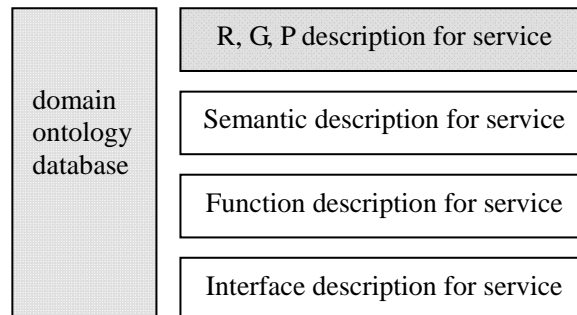 domain
ontology
database
R, G, P description for service
Semantic description for service
Function description for service
Interface description for service